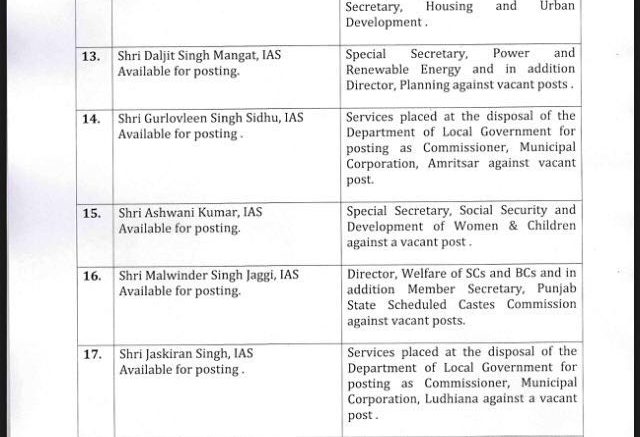 Secretary, Housing and Urban
Development .
13. Shri Daljit Singh Mangat, IAS
Available for posting.
Special Secretary, Power and
Renewable Energy and in addition
Director, Planning against vacant posts .
14. Shri Gurlovleen Singh Sidhu, IAS
Available for posting .
Services placed at the disposal of the
Department of Local Government for
posting as Commissioner, Municipal
Corporation, Amritsar against vacant
post.
15. Shri Ashwani Kumar, IAS
Available for posting.
Special Secretary, Social Security and
Development of Women & Children
against a vacant post .
16. Shri Malwinder Singh Jaggi, IAS
Available for posting.
Director, Welfare of SCs and BCs and in
addition Member Secretary, Punjab
State Scheduled Castes Commission
against vacant posts.
17. Shri Jaskiran Singh, IAS
Available for posting .
Services placed at the disposal of the
Department of Local Government for
posting as Commissioner, Municipal
Corporation, Ludhiana against a vacant
post .